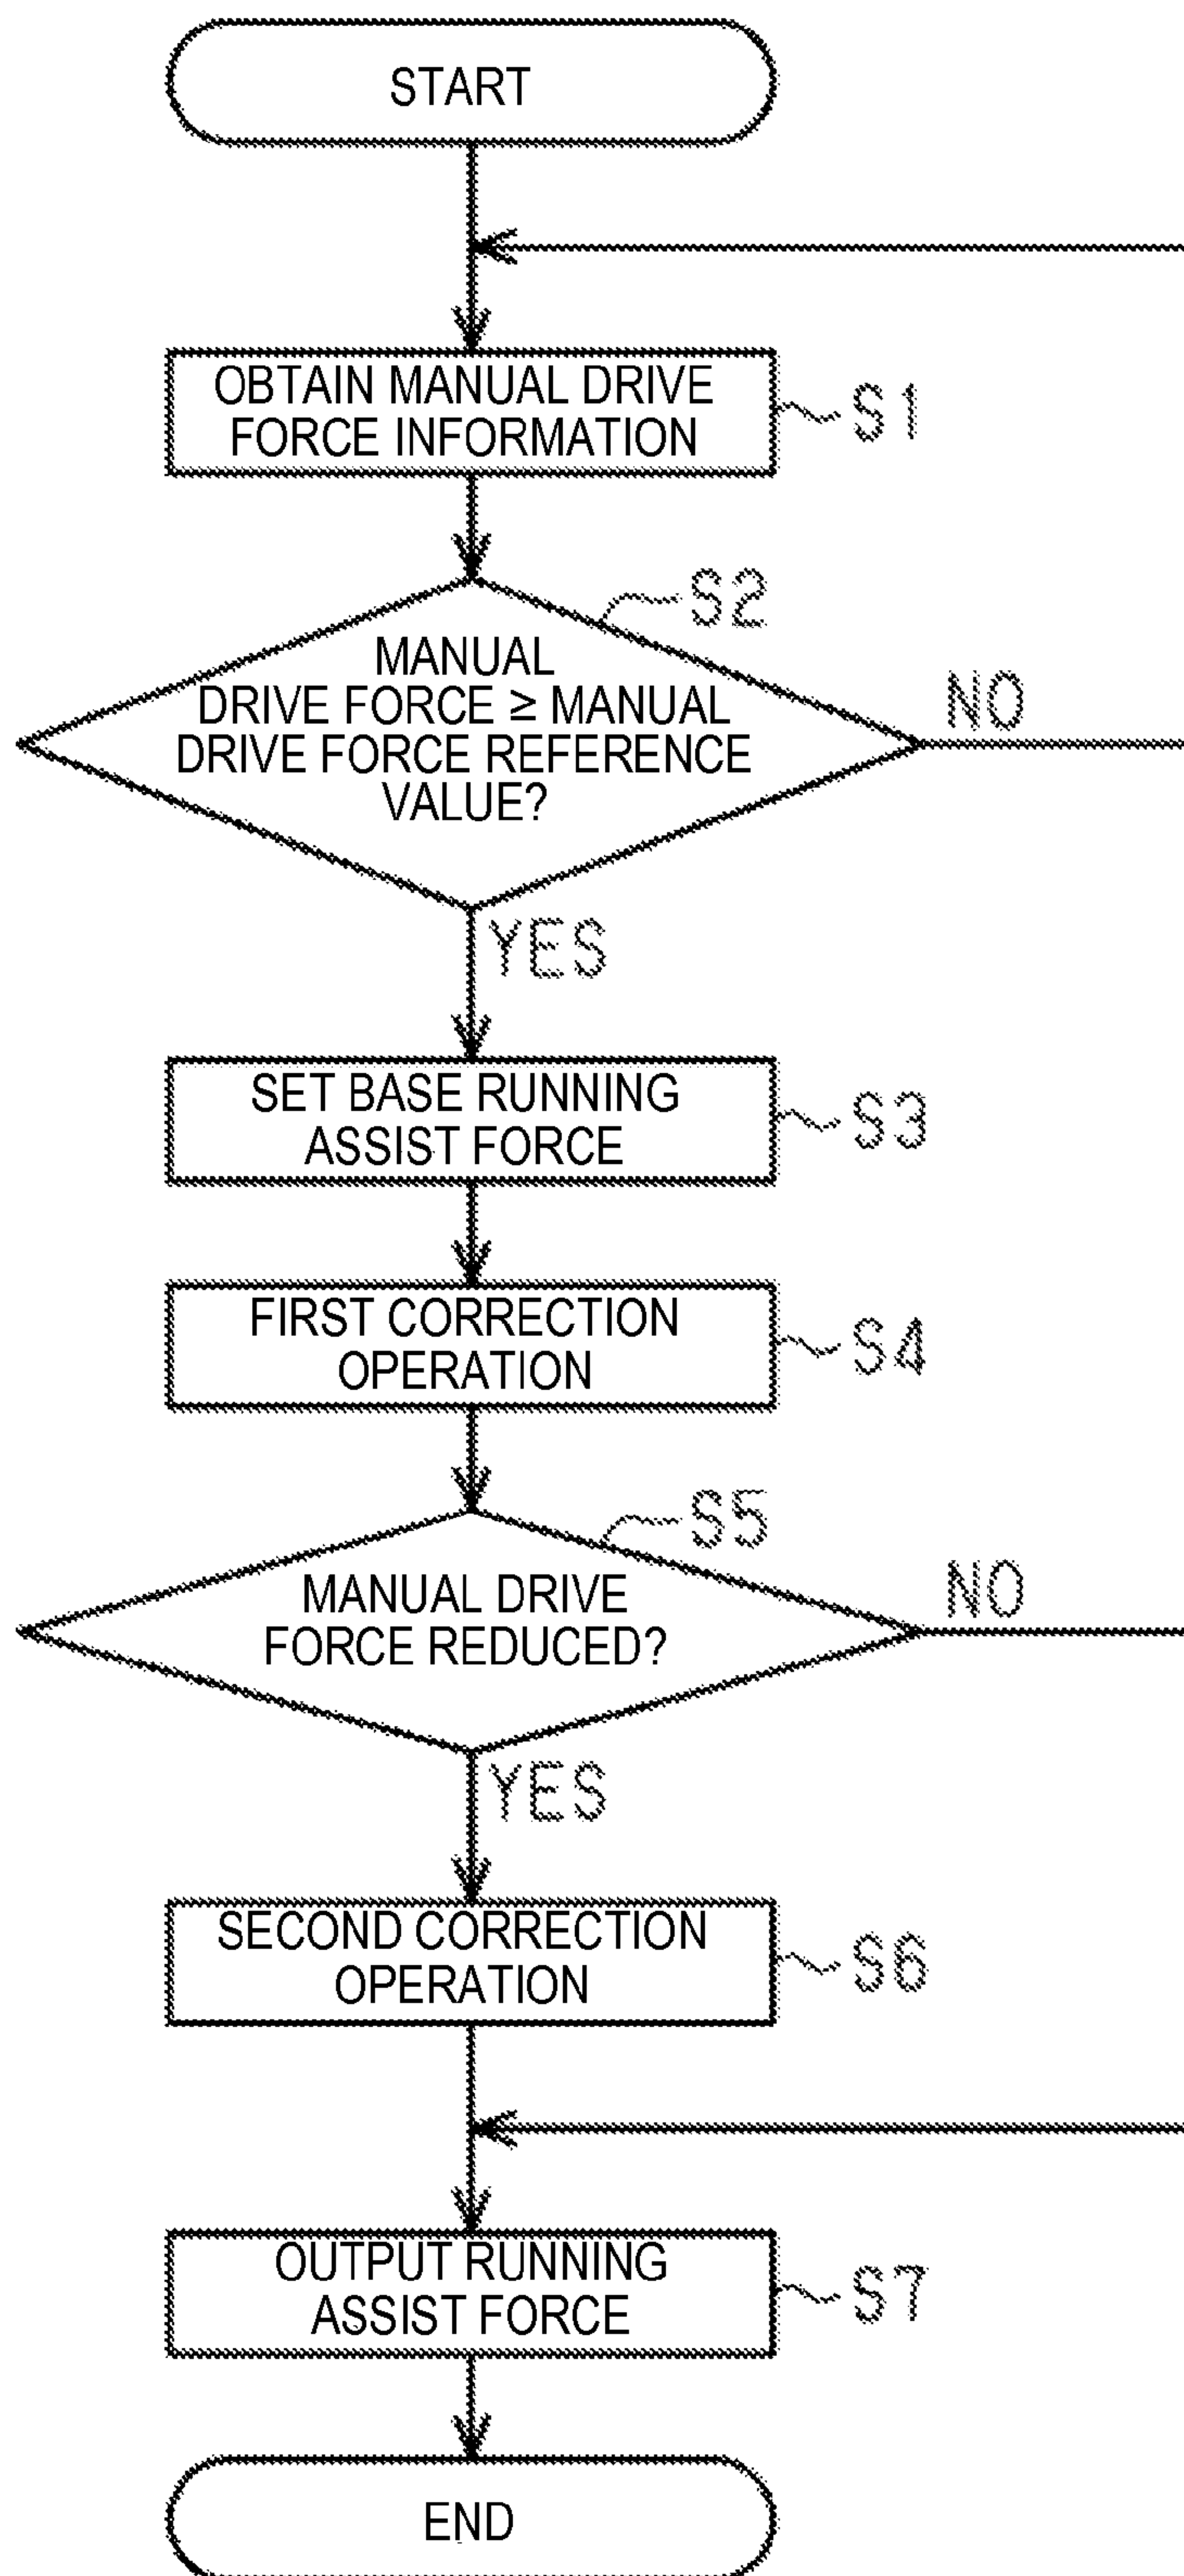 START
OBTAIN MANUAL DRIVE
FORCE INFORMATION
S1
S2
MANUAL
DRIVE FORCE ≥ MANUAL
DRIVE FORCE REFERENCE
VALUE?
NO
YES
SET BASE RUNNING
ASSIST FORCE
S3
FIRST CORRECTION
OPERATION
S4
S5
MANUAL DRIVE
FORCE REDUCED?
NO
YES
SECOND CORRECTION
OPERATION
S6
OUTPUT RUNNING
ASSIST FORCE
S7
END